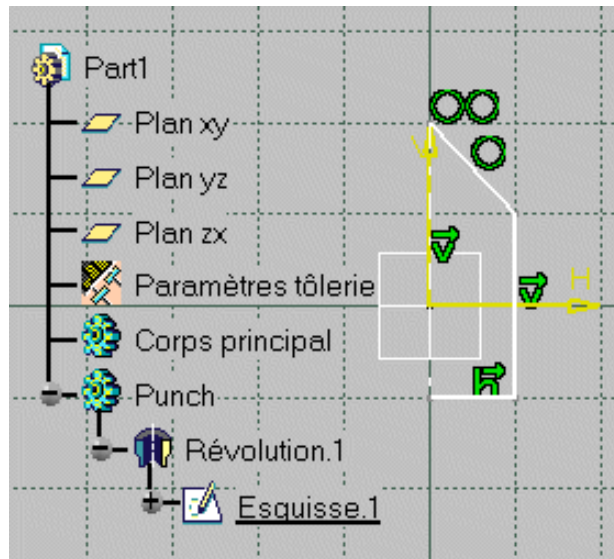 Part1
Plan xy
Plan yz
Plan zx
Paramètres tôlerie
Corps principal
Punch
Révolution.1
Esquisse.1
V
H
V
V
h